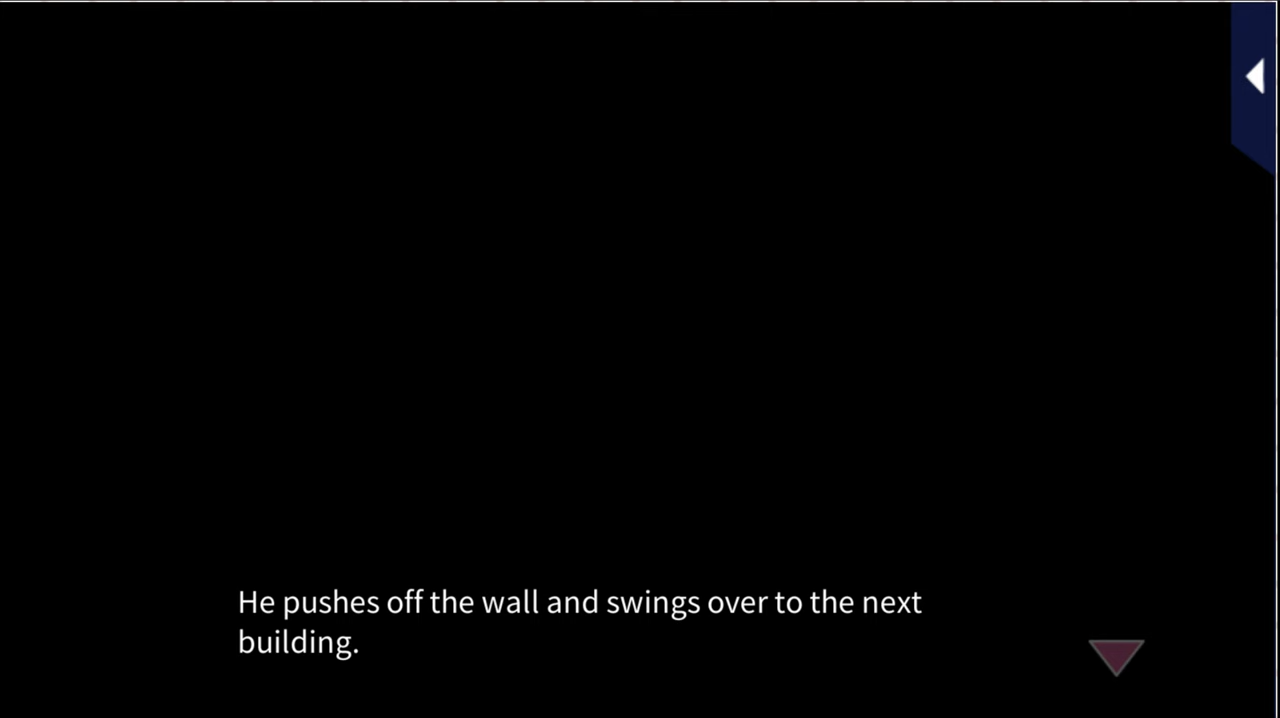 He pushes off the wall and swings over to the next
building.